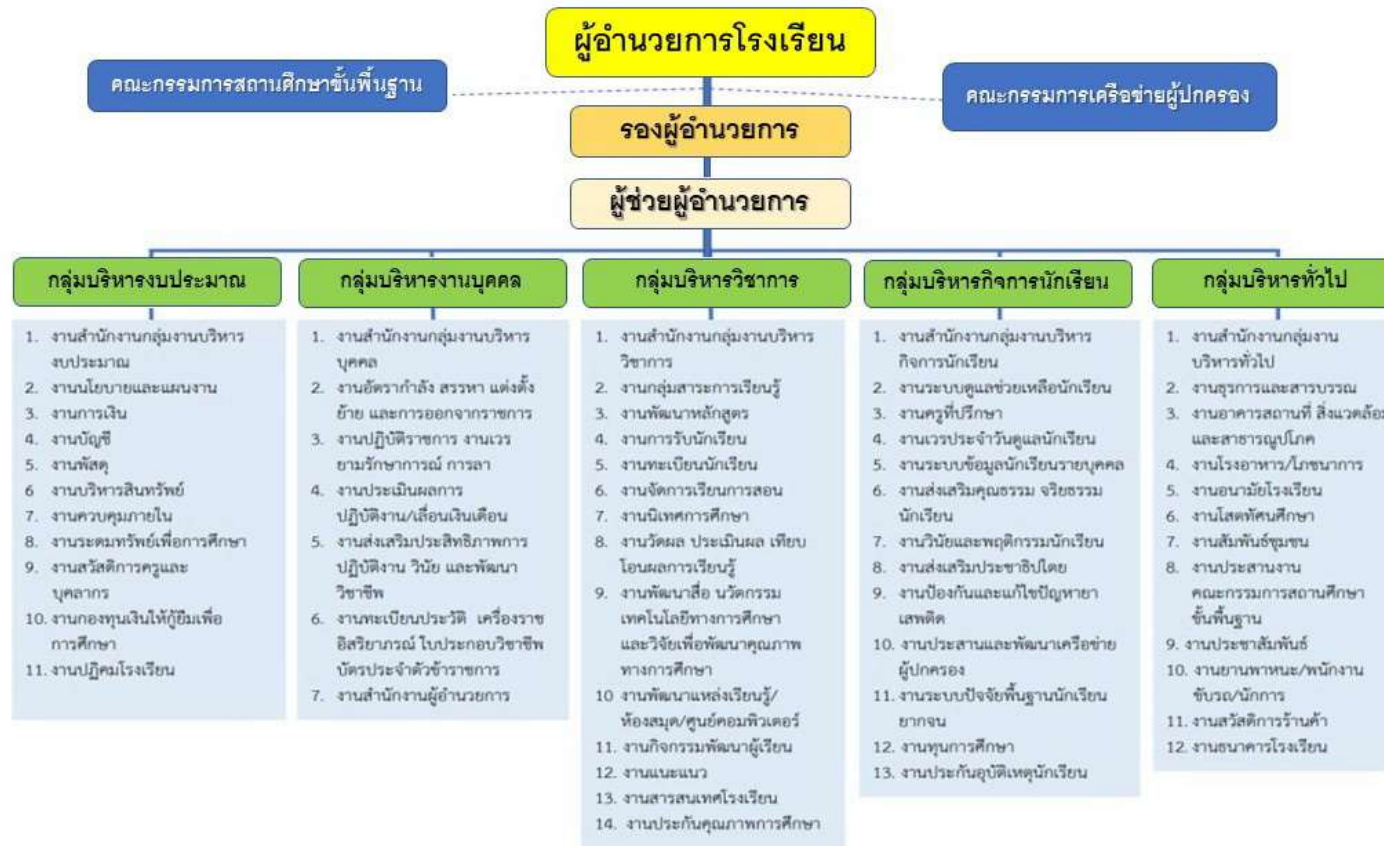 ผู้อำนวยการโรงเรียน
คณะกรรมการสถานศึกษาขั้นพื้นฐาน
คณะกรรมการเครือข่ายผู้ปกครอง
รองผู้อำนวยการ
ผู้ช่วยผู้อำนวยการ
กลุ่มบริหารงบประมาณ
1. งานสำนักงานกลุ่มงานบริหาร
งบประมาณ
2. งานนโยบายและแผนงาน
3. งานการเงิน
4. งานบัญชี
5. งานพัสดุ
6 งานบริหารสินทรัพย์
7. งานควบคุมภายใน
8. งานระดมทรัพย์เพื่อการศึกษา
9. งานสวัสดิการครูและ
บุคลากร
10. งานกองทุนเงินให้กู้ยืมเพื่อ
การศึกษา
11. งานปฏิคมโรงเรียน
กลุ่มบริหารงานบุคคล
1. งานสำนักงานกลุ่มงานบริหาร
บุคคล
2. งานอัตรากำลัง สรรหา แต่งตั้ง
ย้าย และการออกจากราชการ
3. งานปฏิบัติราชการ งานเวร
ยามรักษาการณ์ การลา
4. งานประเมินผลการ
ปฏิบัติงาน/เลื่อนเงินเดือน
5. งานส่งเสริมประสิทธิภาพการ
ปฏิบัติงาน วินัย และพัฒนา
วิชาชีพ
6. งานทะเบียนประวัติ เครื่องราช
อิสริยาภรณ์ ใบประกอบวิชาชีพ
บัตรประจำตัวข้าราชการ
7. งานสำนักงานผู้อำนวยการ
กลุ่มบริหารวิชาการ
1. งานสำนักงานกลุ่มงานบริหาร
วิชาการ
2. งานกลุ่มสาระการเรียนรู้
3. งานพัฒนาหลักสูตร
4. งานการรับนักเรียน
5. งานทะเบียนนักเรียน
6. งานจัดการเรียนการสอน
7. งานนิเทศการศึกษา
8. งานวัดผล ประเมินผล เทียบ
โอนผลการเรียนรู้
9. งานพัฒนาสื่อ นวัตกรรม
เทคโนโลยีทางการศึกษา
และวิจัยเพื่อพัฒนาคุณภาพ
ทางการศึกษา
10 งานพัฒนาแหล่งเรียนรู้/
ห้องสมุด/ศูนย์คอมพิวเตอร์
11. งานกิจกรรมพัฒนาผู้เรียน
12. งานแนะแนว
13. งานสารสนเทศโรงเรียน
14. งานประกันคุณภาพการศึกษา
กลุ่มบริหารกิจการนักเรียน
1. งานสำนักงานกลุ่มงานบริหาร
กิจการนักเรียน
2. งานระบบดูแลช่วยเหลือนักเรียน
3. งานครูที่ปรึกษา
4. งานเวรประจำวันดูแลนักเรียน
5. งานระบบข้อมูลนักเรียนรายบุคคล
6. งานส่งเสริมคุณธรรม จริยธรรม
นักเรียน
7. งานวินัยและพฤติกรรมนักเรียน
8. งานส่งเสริมประชาธิปไตย
9. งานป้องกันและแก้ไขปัญหายา
เสพติด
10. งานประสานและพัฒนาเครือข่าย
ผู้ปกครอง
11. งานระบบปัจจัยพื้นฐานนักเรียน
ยากจน
12. งานทุนการศึกษา
13. งานประกันอุบัติเหตุนักเรียน
กลุ่มบริหารทั่วไป
1. งานสำนักงานกลุ่มงาน
บริหารทั่วไป
2. งานธุรการและสารบรรณ
3. งานอาคารสถานที่ สิ่งแวดล้อม
และสาธารณูปโภค
4. งานโรงอาหาร/โภชนาการ
5. งานอนามัยโรงเรียน
6. งานโสตทัศนศึกษา
7. งานสัมพันธ์ชุมชน
8. งานประสานงาน
คณะกรรมการสถานศึกษา
ขั้นพื้นฐาน
9. งานประชาสัมพันธ์
10. งานยานพาหนะ/พนักงาน
ขับรถ/นักการ
11. งานสวัสดิการร้านค้า
12. งานธนาคารโรงเรียน